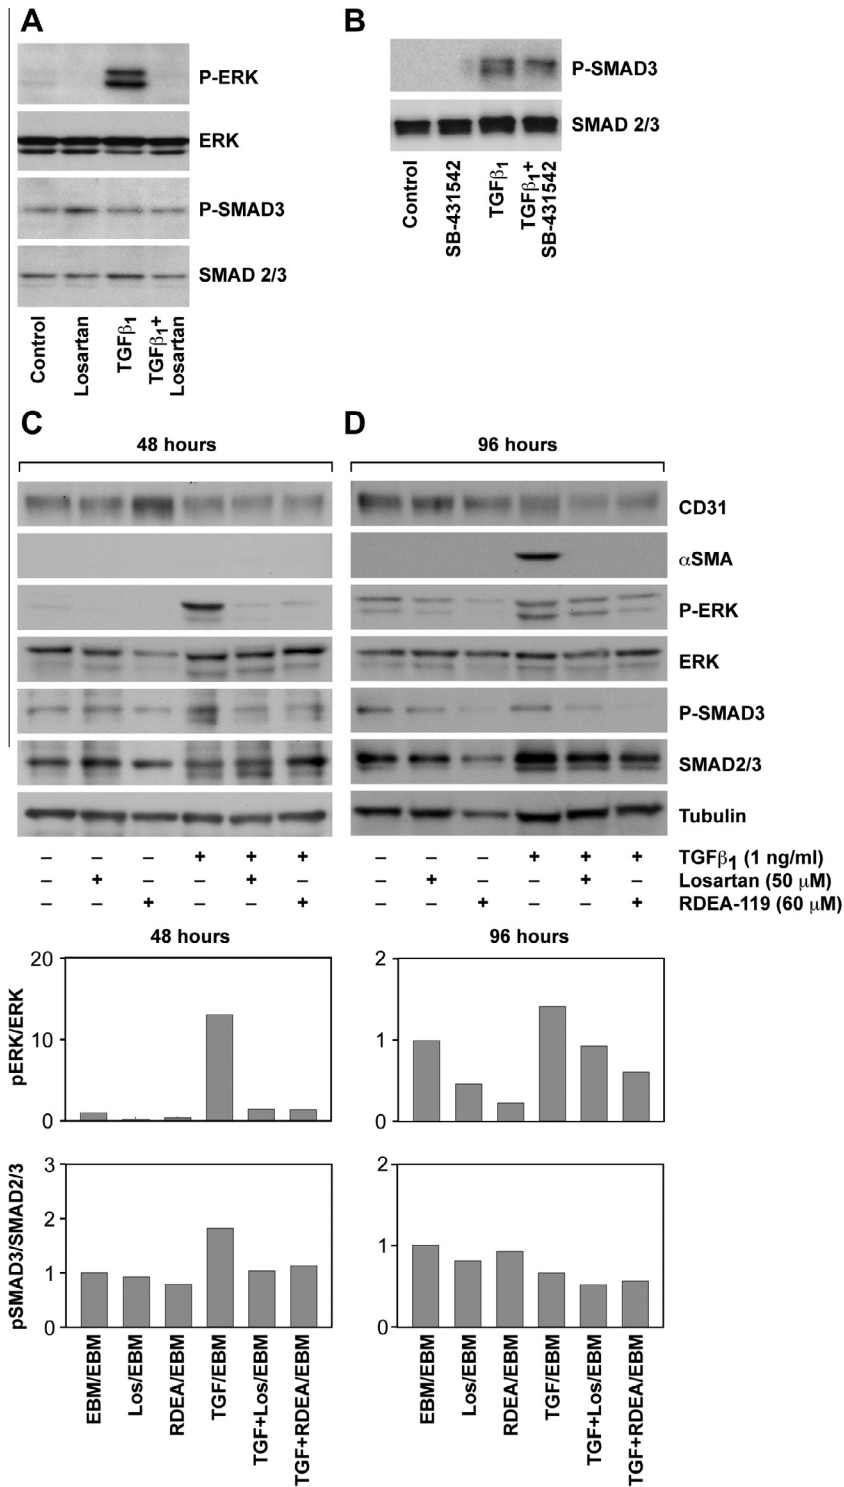 A
P-ERK
ERK
P-SMAD3
SMAD 2/3
Control
Losartan
TGFβ1
TGFβ1+
Losartan
B
P-SMAD3
SMAD 2/3
Control
SB-431542
TGFβ1
TGFβ1+
SB-431542
C
48 hours
D
96 hours
CD31
αSMA
P-ERK
ERK
P-SMAD3
SMAD2/3
Tubulin
– – – + + + – – – + + + TGFβ1 (1 ng/ml)
– + – – + – – + – – + – Losartan (50 μM)
– – + – – + – – + – – + RDEA-119 (60 μM)
48 hours
96 hours
pERK/ERK
20
10
0
2
1
0
pSMAD3/SMAD2/3
3
2
1
0
2
1
0
EBM/EBM
Los/EBM
RDEA/EBM
TGF/EBM
TGF+Los/EBM
TGF+RDEA/EBM
EBM/EBM
Los/EBM
RDEA/EBM
TGF/EBM
TGF+Los/EBM
TGF+RDEA/EBM